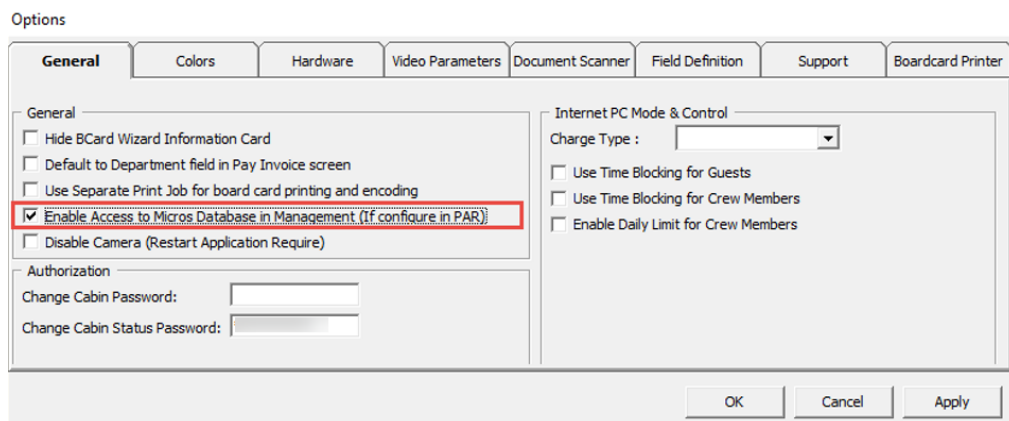 Options
General Colors Hardware Video Parameters Document Scanner Field Definition Support Boardcard Printer
General
Hide BCard Wizard Information Card
Default to Department field in Pay Invoice screen
Use Separate Print Job for board card printing and encoding
Enable Access to Micros Database in Management (If configure in PAR)
Disable Camera (Restart Application Require)
Authorization
Change Cabin Password:
Change Cabin Status Password:
Internet PC Mode & Control
Charge Type :
Use Time Blocking for Guests
Use Time Blocking for Crew Members
Enable Daily Limit for Crew Members
OK Cancel Apply